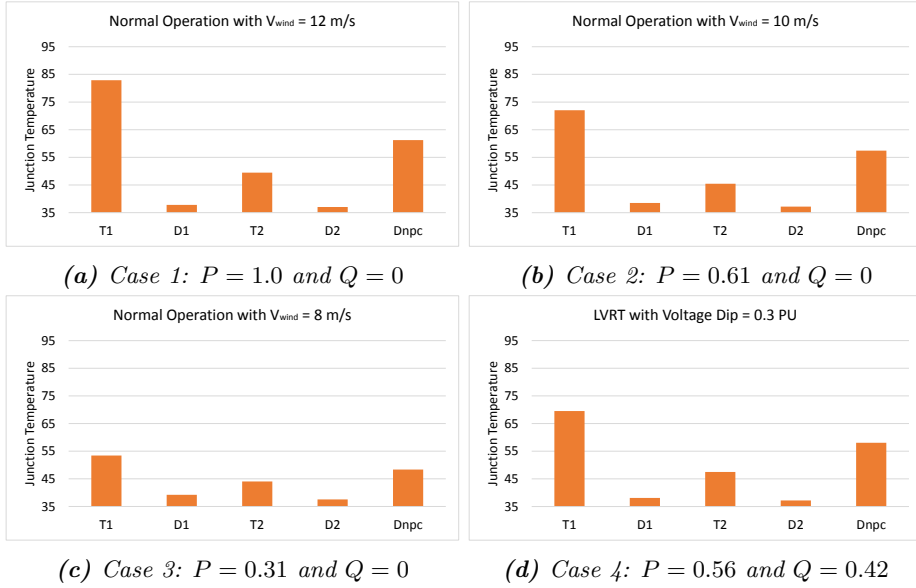 Normal Operation with Vwind = 12 m/s
Junction Temperature
95
85
75
65
55
45
35
T1 D1 T2 D2 Dnpc
(a) Case 1: P = 1.0 and Q = 0
Normal Operation with Vwind = 10 m/s
Junction Temperature
95
85
75
65
55
45
35
T1 D1 T2 D2 Dnpc
(b) Case 2: P = 0.61 and Q = 0
Normal Operation with Vwind = 8 m/s
Junction Temperature
95
85
75
65
55
45
35
T1 D1 T2 D2 Dnpc
(c) Case 3: P = 0.31 and Q = 0
LVRT with Voltage Dip = 0.3 PU
Junction Temperature
95
85
75
65
55
45
35
T1 D1 T2 D2 Dnpc
(d) Case 4: P = 0.56 and Q = 0.42